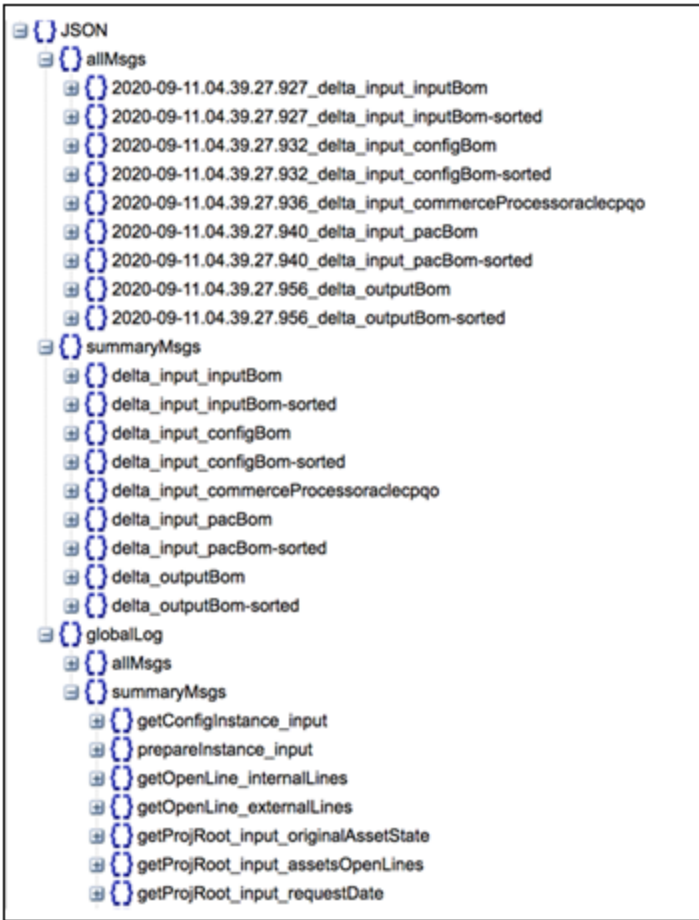 JSON
allMsgs
2020-09-11.04.39.27.927_delta_input_inputBom
2020-09-11.04.39.27.927_delta_input_inputBom-sorted
2020-09-11.04.39.27.932_delta_input_configBom
2020-09-11.04.39.27.932_delta_input_configBom-sorted
2020-09-11.04.39.27.936_delta_input_commerceProcessoraclecpqo
2020-09-11.04.39.27.940_delta_input_pacBom
2020-09-11.04.39.27.940_delta_input_pacBom-sorted
2020-09-11.04.39.27.956_delta_outputBom
2020-09-11.04.39.27.956_delta_outputBom-sorted
summaryMsgs
delta_input_inputBom
delta_input_inputBom-sorted
delta_input_configBom
delta_input_configBom-sorted
delta_input_commerceProcessoraclecpqo
delta_input_pacBom
delta_input_pacBom-sorted
delta_outputBom
delta_outputBom-sorted
globalLog
allMsgs
summaryMsgs
getConfigInstance_input
prepareInstance_input
getOpenLine_internalLines
getOpenLine_externalLines
getProjRoot_input_originalAssetState
getProjRoot_input_assetsOpenLines
getProjRoot_input_requestDate